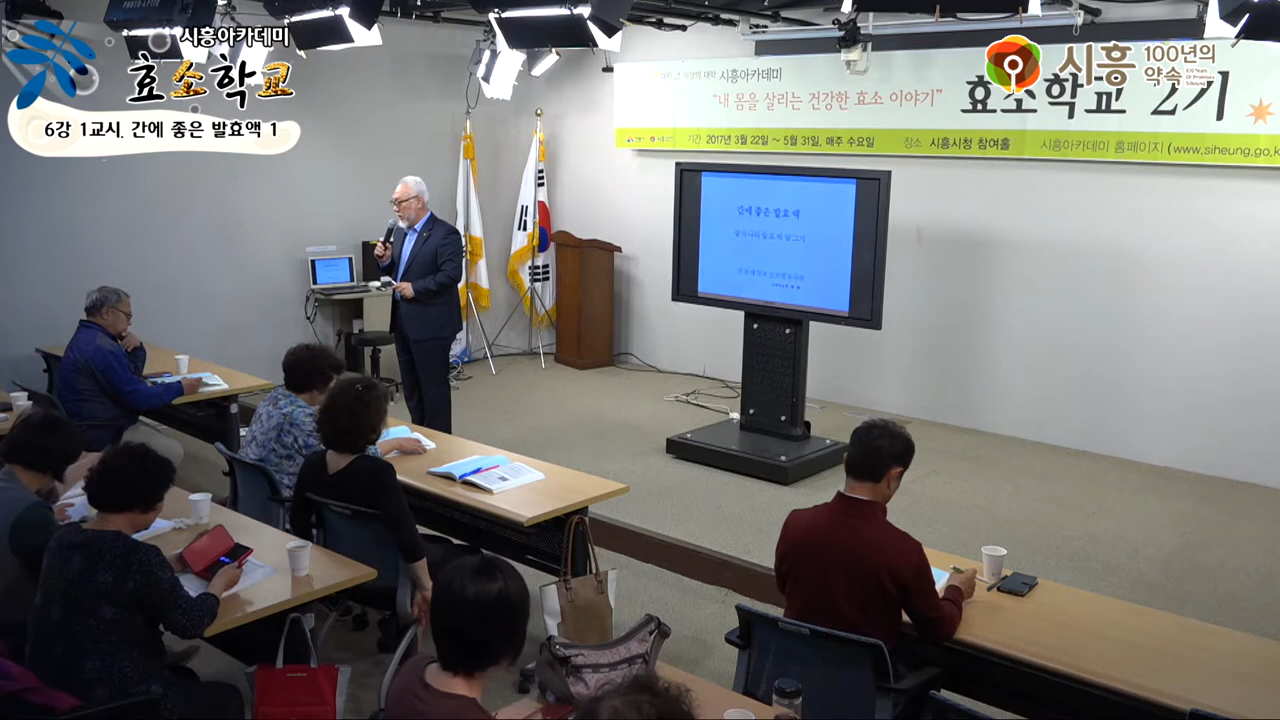 시흥아카데미
효소학교
6강 1교시. 간에 좋은 발효액 1
시흥아카데미
"내 몸을 살리는 건강한 효소 이야기"
효소학교 2기
시흥 100년의 약속
기간 2017년 3월 22일 ~ 5월 31일, 매주 수요일 장소 시흥시청 참여홀 시흥아카데미 홈페이지 (www.siheung.go.k
간에 좋은 발효액